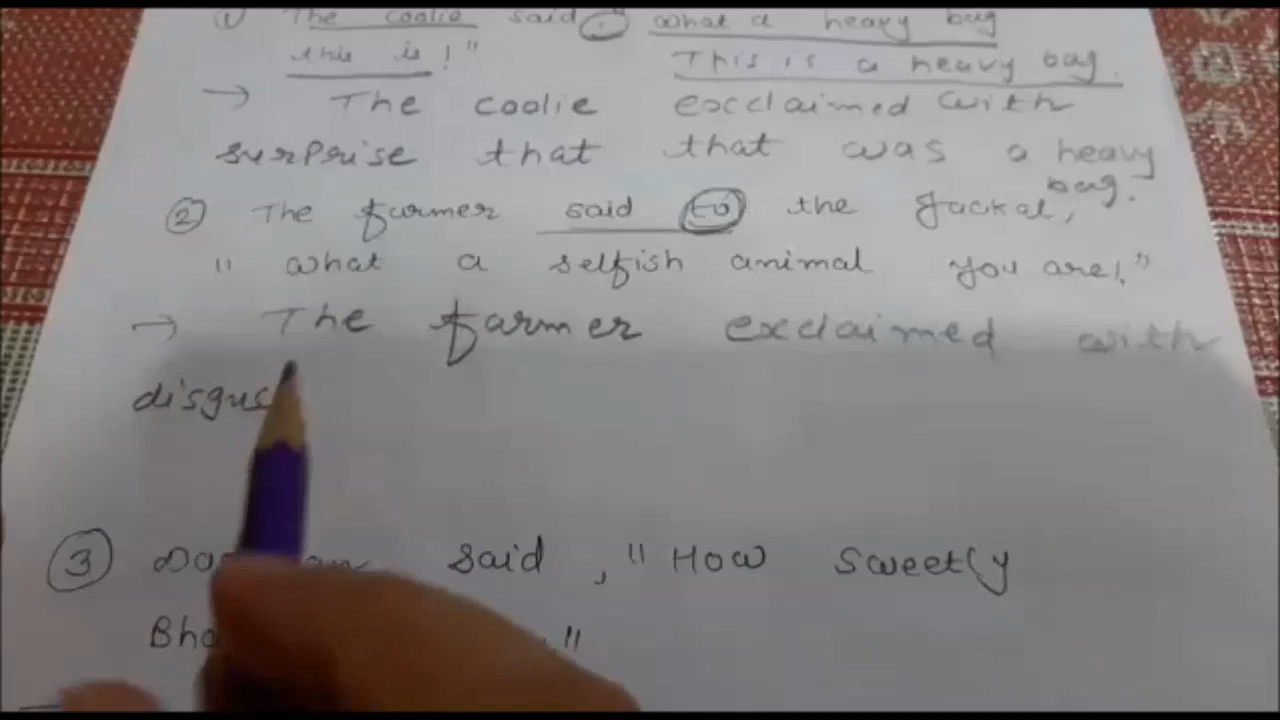 ① The coolie said, "What a heavy bag
this is!"
This is a heavy bag.
→ The coolie exclaimed with
surprise that that was a heavy
bag.
② The farmer said to the Jackal,
" what a selfish animal you are!,"
→ The farmer exclaimed with
③ said, "How sweetly
"